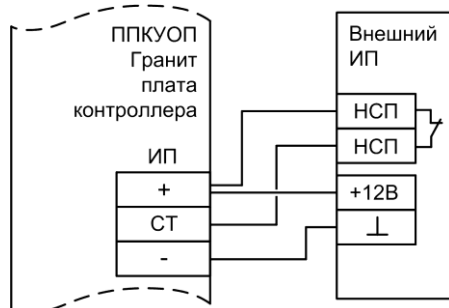 ППКУОП
Гранит
плата
контроллера
ИП
+
СТ
-
Внешний
ИП
НСП
НСП
+12В
⊥